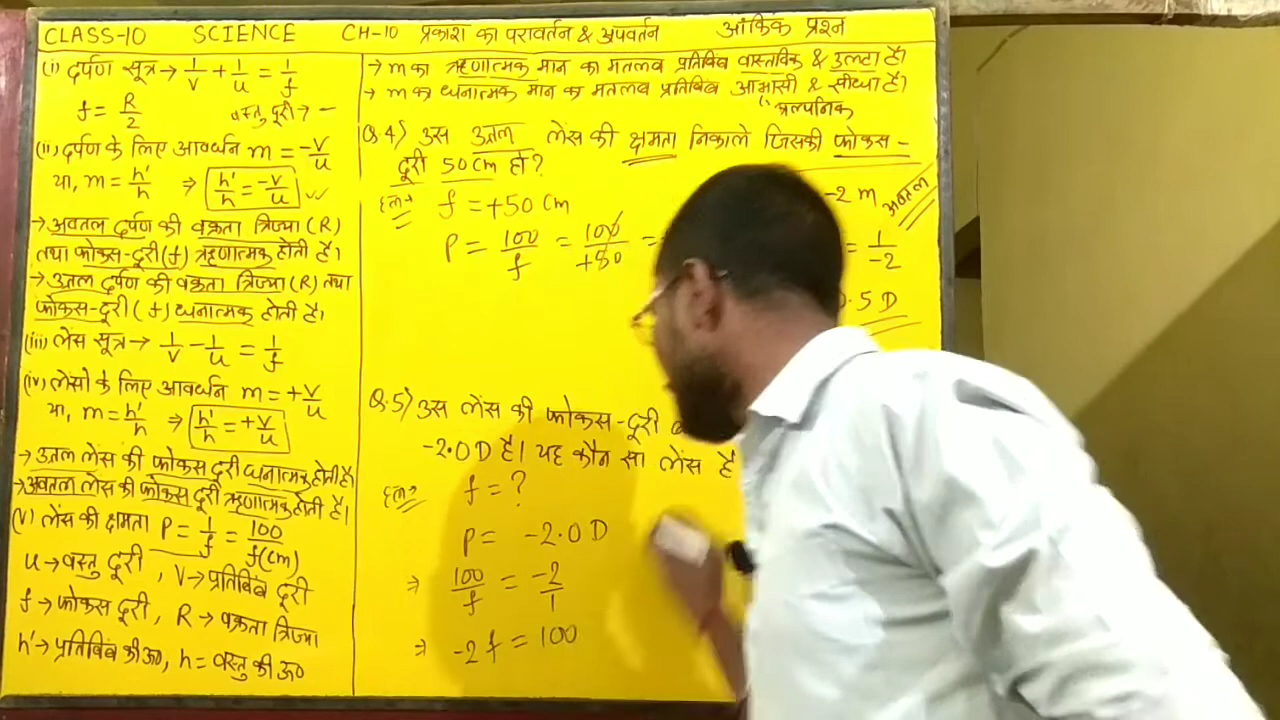 CLASS-10 SCIENCE CH-10 प्रकाश का परावर्तन & अपवर्तन आंकिक प्रश्न
(i) दर्पण सूत्र → 1/v + 1/u = 1/f
f = R/2 वस्तु दूरी → −
(ii) दर्पण के लिए आवर्धन m = -v/u
या, m = h'/h ⇒ h'/h = -v/u
→ अवतल दर्पण की वक्रता त्रिज्या (R)
तथा फोकस-दूरी (f) ऋणात्मक होती है।
→ उत्तल दर्पण की वक्रता त्रिज्या (R) तथा
फोकस-दूरी (f) धनात्मक होती है।
(iii) लेंस सूत्र → 1/v - 1/u = 1/f
(iv) लेंसो के लिए आवर्धन m = +v/u
या, m = h'/h ⇒ h'/h = +v/u
→ उत्तल लेंस की फोकस दूरी धनात्मक होती है
→ अवतल लेंस की फोकस दूरी ऋणात्मक होती है।
(v) लेंस की क्षमता P = 1/f = 100/f(cm)
u → वस्तु दूरी, v → प्रतिबिंब दूरी
f → फोकस दूरी, R → वक्रता त्रिज्या
h' → प्रतिबिंब की ऊ०, h = वस्तु की ऊ०
→ m का ऋणात्मक मान का मतलब प्रतिबिंब वास्तविक & उल्टा है।
→ m का धनात्मक मान का मतलब प्रतिबिंब आभासी & सीधा है।
काल्पनिक
Q.4) उस उत्तल लेंस की क्षमता निकाले जिसकी फोकस-
दूरी 50 cm हो?
हल→ f = +50 cm
P = 100/f = 100/+50 =
-2 m अवतल
= 1/-2
0.5 D
Q.5) उस लेंस की फोकस-दूरी
-2.0 D है। यह कौन सा लेंस है
हल→ f = ?
P = -2.0 D
⇒ 100/f = -2/1
⇒ -2f = 100